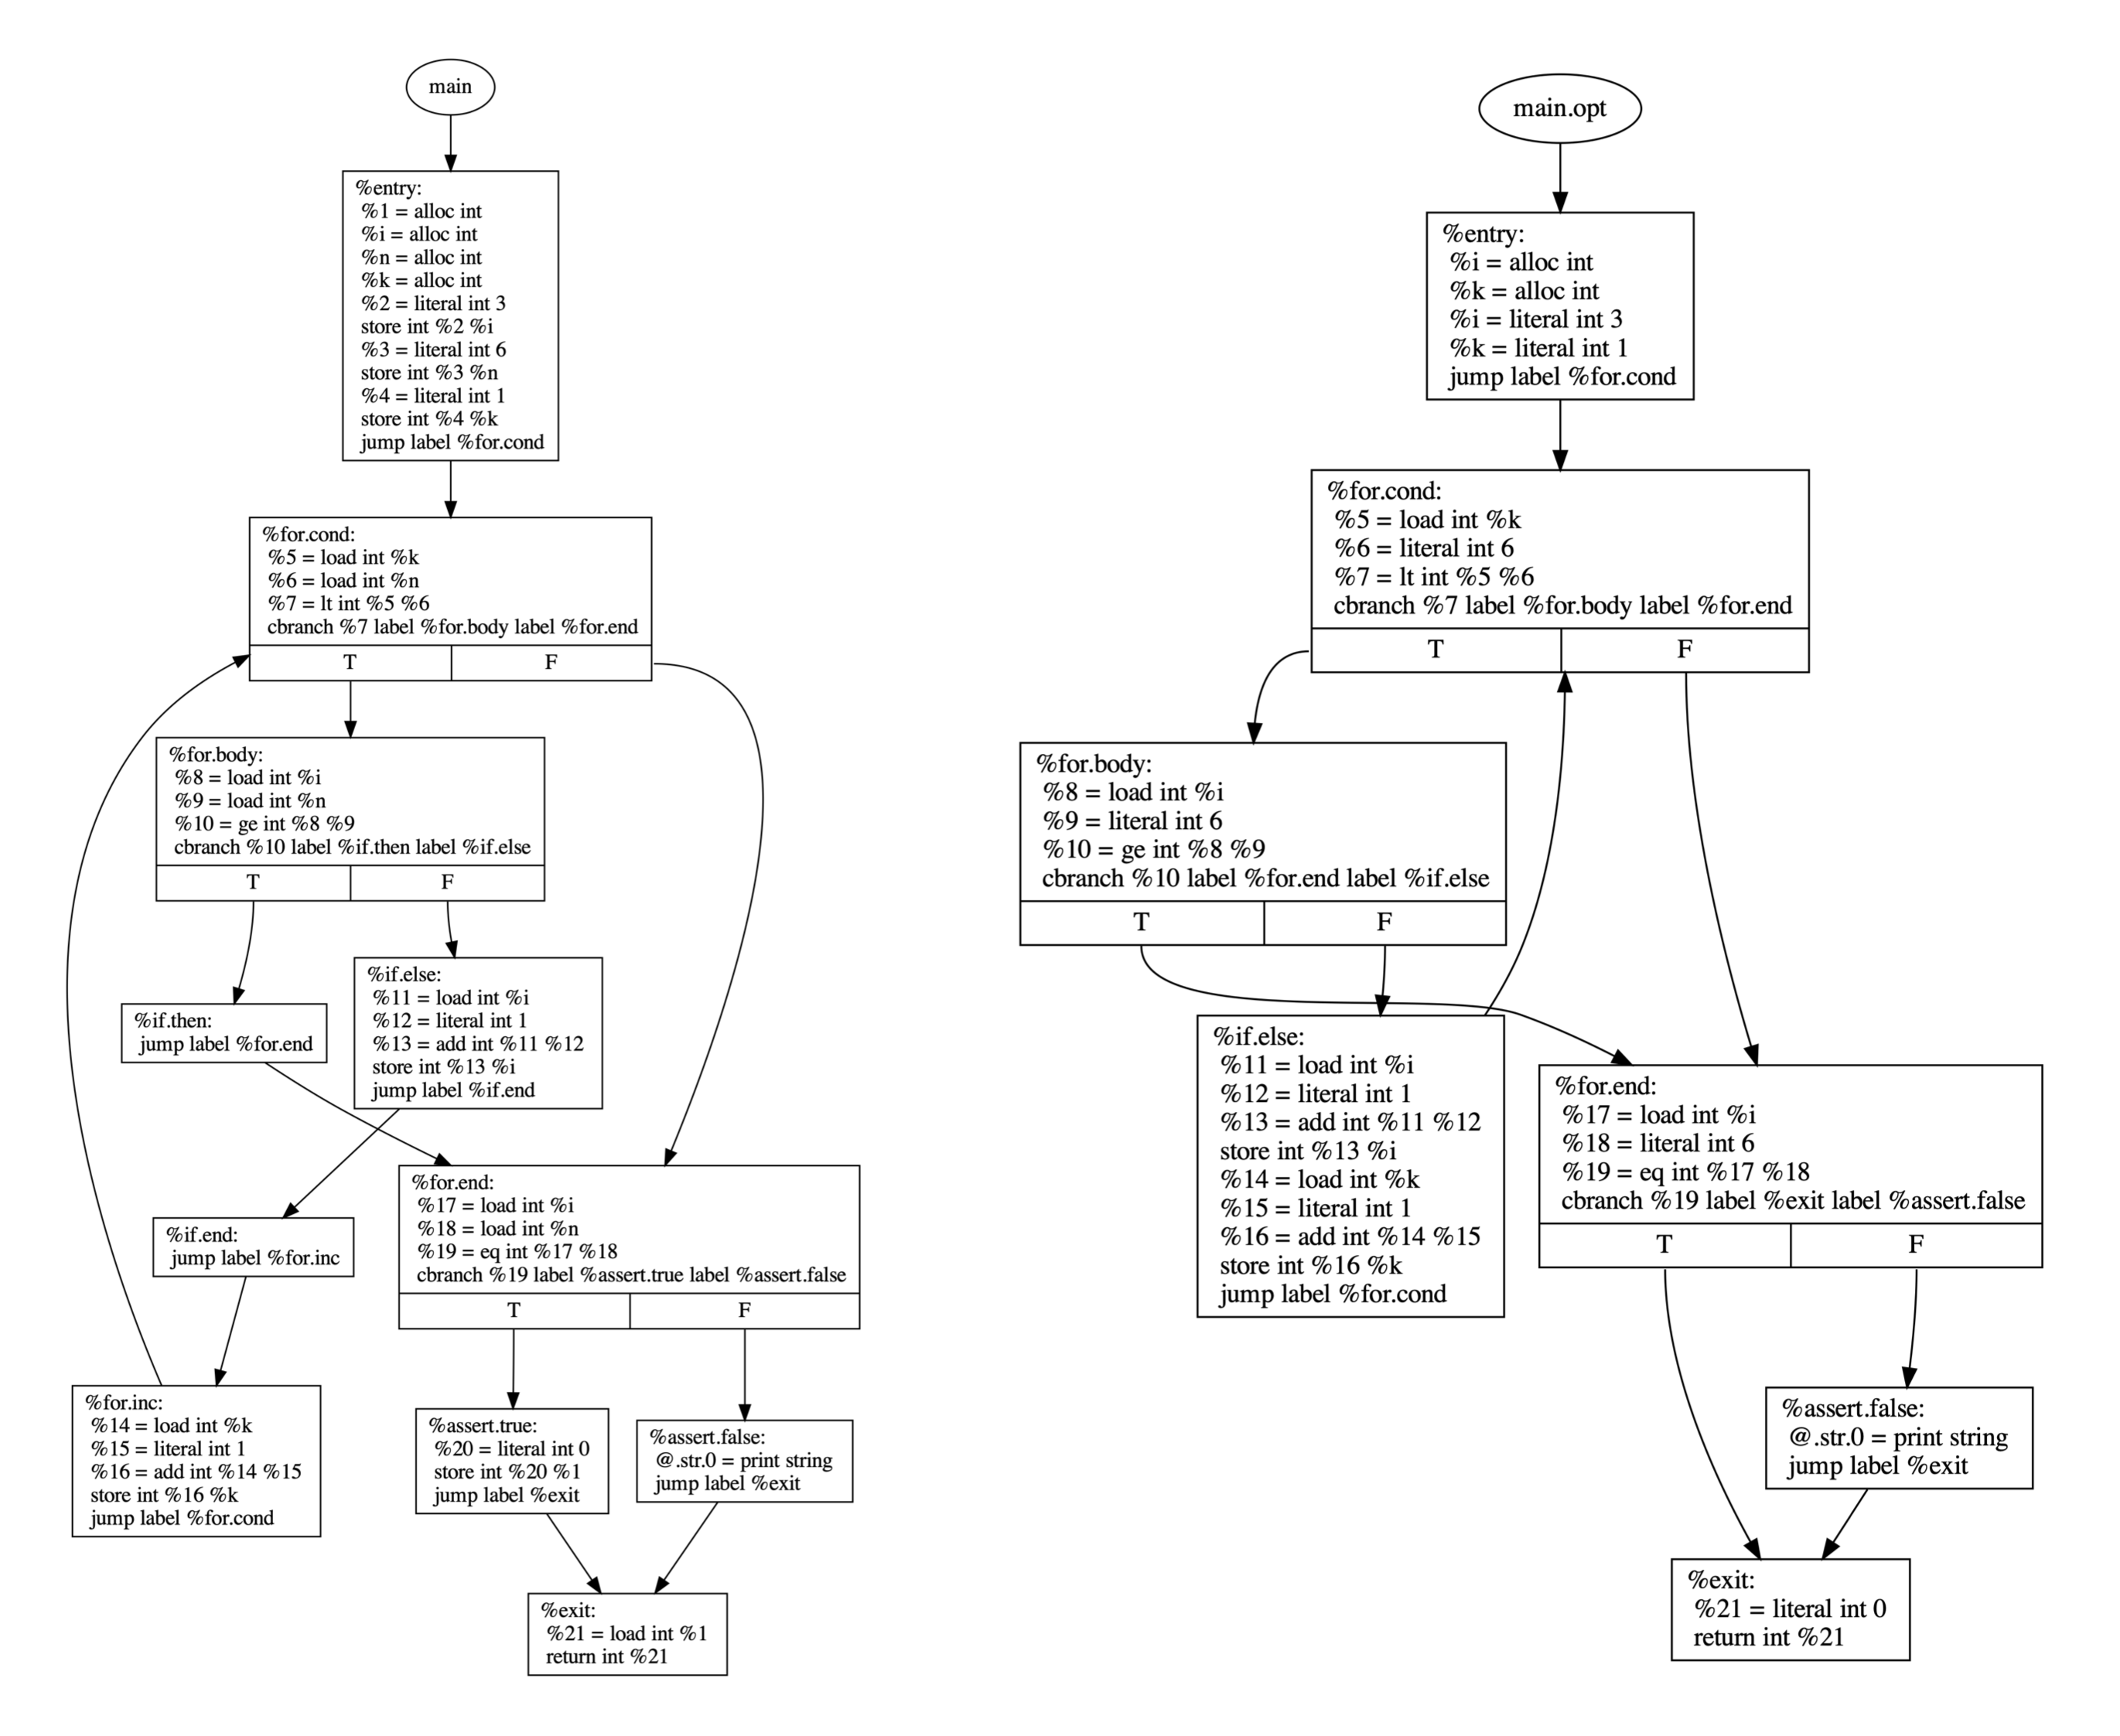 main
%entry:
%1 = alloc int
%i = alloc int
%n = alloc int
%k = alloc int
%2 = literal int 3
store int %2 %i
%3 = literal int 6
store int %3 %n
%4 = literal int 1
store int %4 %k
jump label %for.cond
%for.cond:
%5 = load int %k
%6 = load int %n
%7 = lt int %5 %6
cbranch %7 label %for.body label %for.end
T F
%for.body:
%8 = load int %i
%9 = load int %n
%10 = ge int %8 %9
cbranch %10 label %if.then label %if.else
T F
%if.then:
jump label %for.end
%if.else:
%11 = load int %i
%12 = literal int 1
%13 = add int %11 %12
store int %13 %i
jump label %if.end
%if.end:
jump label %for.inc
%for.end:
%17 = load int %i
%18 = load int %n
%19 = eq int %17 %18
cbranch %19 label %assert.true label %assert.false
T F
%for.inc:
%14 = load int %k
%15 = literal int 1
%16 = add int %14 %15
store int %16 %k
jump label %for.cond
%assert.true:
%20 = literal int 0
store int %20 %1
jump label %exit
%assert.false:
@.str.0 = print string
jump label %exit
%exit:
%21 = load int %1
return int %21
main.opt
%entry:
%i = alloc int
%k = alloc int
%i = literal int 3
%k = literal int 1
jump label %for.cond
%for.cond:
%5 = load int %k
%6 = literal int 6
%7 = lt int %5 %6
cbranch %7 label %for.body label %for.end
T F
%for.body:
%8 = load int %i
%9 = literal int 6
%10 = ge int %8 %9
cbranch %10 label %for.end label %if.else
T F
%if.else:
%11 = load int %i
%12 = literal int 1
%13 = add int %11 %12
store int %13 %i
%14 = load int %k
%15 = literal int 1
%16 = add int %14 %15
store int %16 %k
jump label %for.cond
%for.end:
%17 = load int %i
%18 = literal int 6
%19 = eq int %17 %18
cbranch %19 label %exit label %assert.false
T F
%assert.false:
@.str.0 = print string
jump label %exit
%exit:
%21 = literal int 0
return int %21